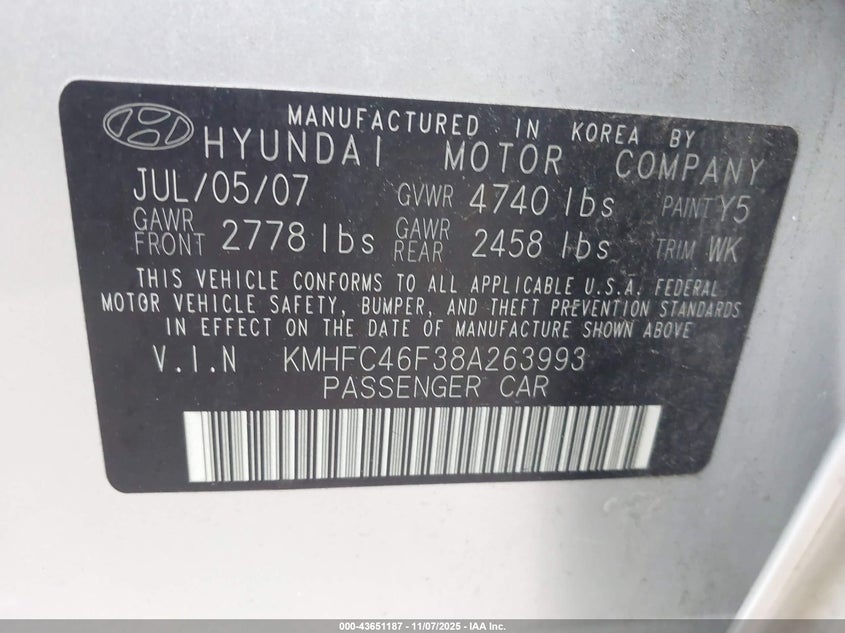 MANUFACTURED IN KOREA BY
HYUNDAI MOTOR COMPANY
JUL/05/07 GVWR 4740 lbs PAINT Y5
GAWR FRONT 2778 lbs GAWR REAR 2458 lbs TRIM WK
THIS VEHICLE CONFORMS TO ALL APPLICABLE U.S.A. FEDERAL
MOTOR VEHICLE SAFETY, BUMPER, AND THEFT PREVENTION STANDARDS
IN EFFECT ON THE DATE OF MANUFACTURE SHOWN ABOVE
V.I.N KMHFC46F38A263993
PASSENGER CAR
000-43651187 - 11/07/2025 - IAA Inc.